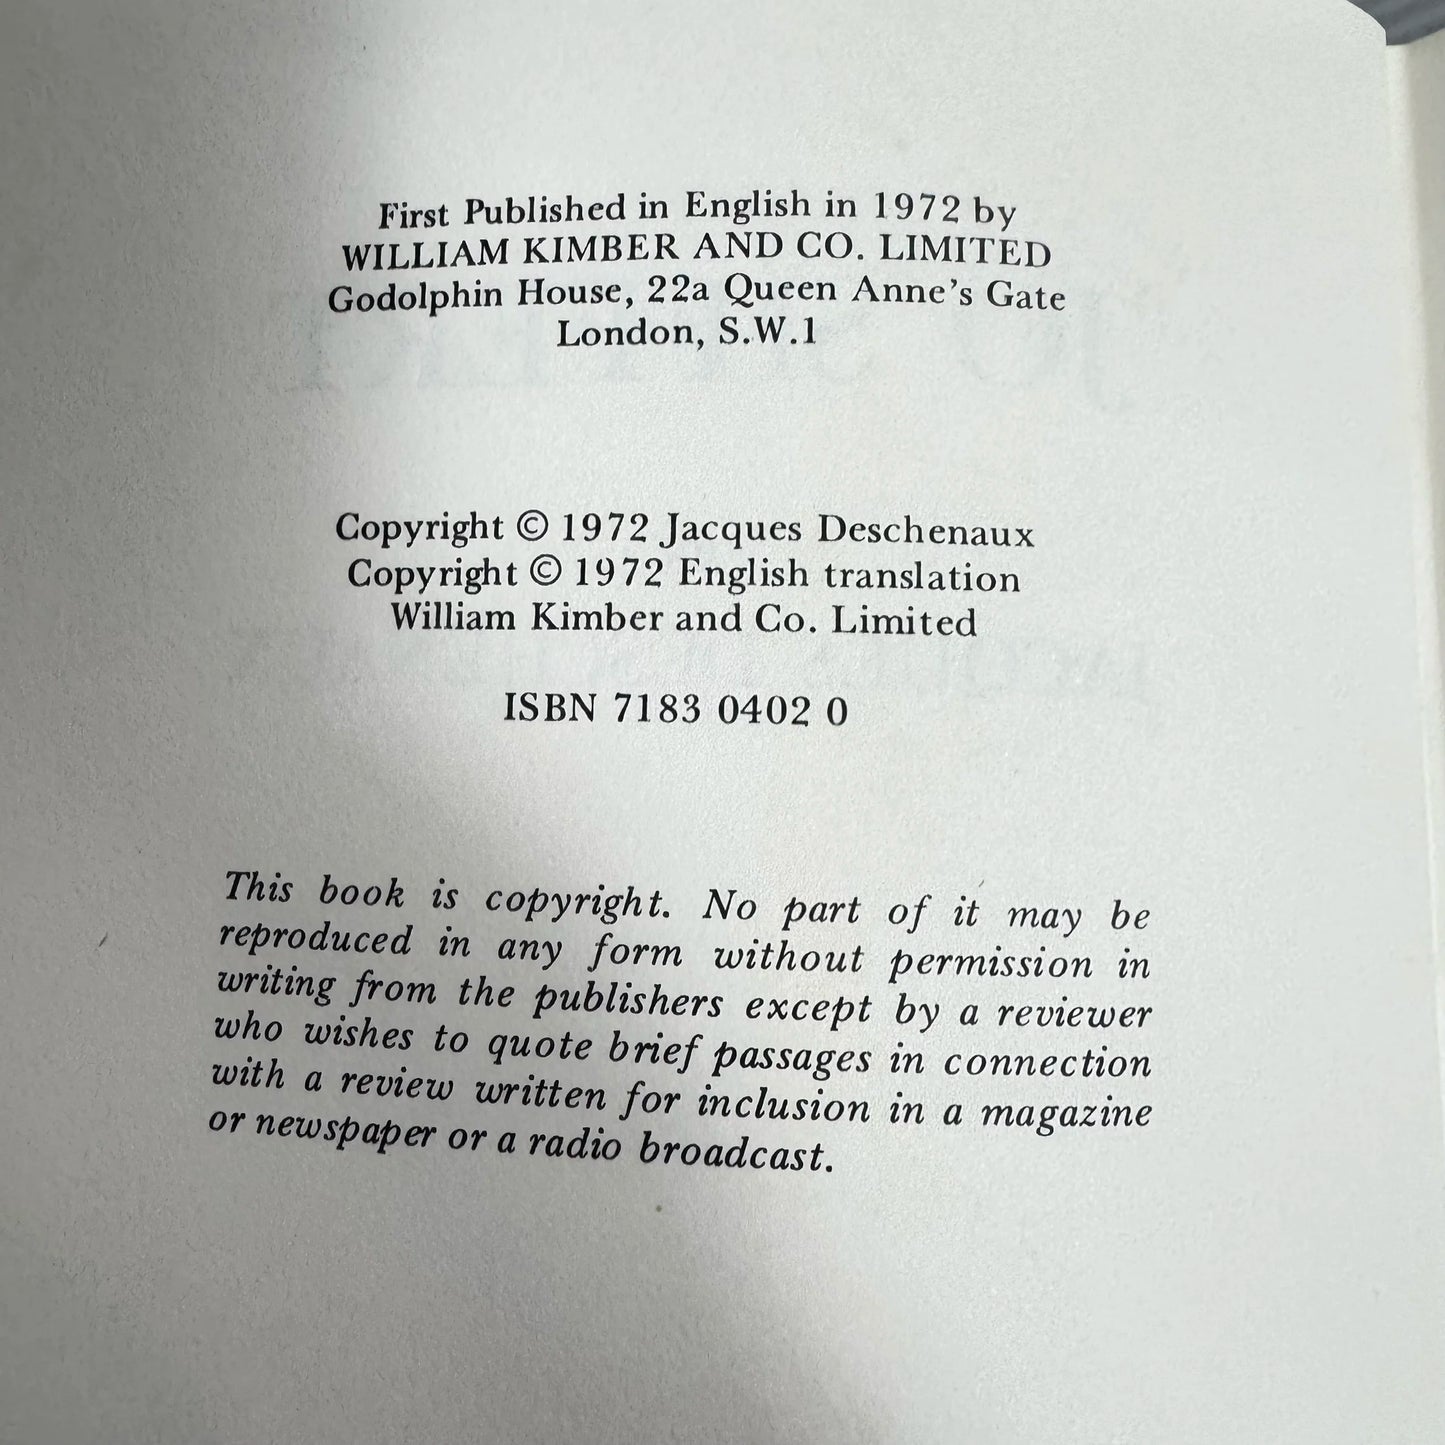 First Published in English in 1972 by
WILLIAM KIMBER AND CO. LIMITED
Godolphin House, 22a Queen Anne's Gate
London, S.W.1
Copyright © 1972 Jacques Deschenaux
Copyright © 1972 English translation
William Kimber and Co. Limited
ISBN 7183 0402 0
This book is copyright. No part of it may be
reproduced in any form without permission in
writing from the publishers except by a reviewer
who wishes to quote brief passages in connection
with a review written for inclusion in a magazine
or newspaper or a radio broadcast.